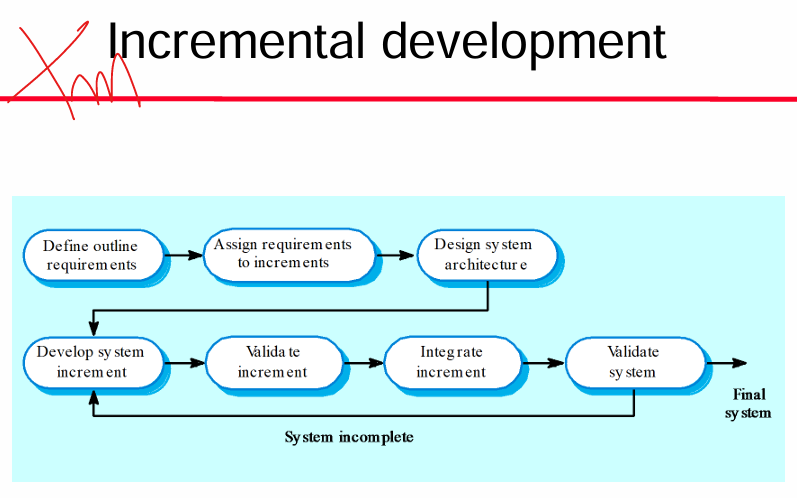 Incremental development
Define outline
requirements
Assign requirements
to increments
Design system
architecture
Develop system
increment
Validate
increment
Integrate
increment
Validate
system
Final
system
System incomplete